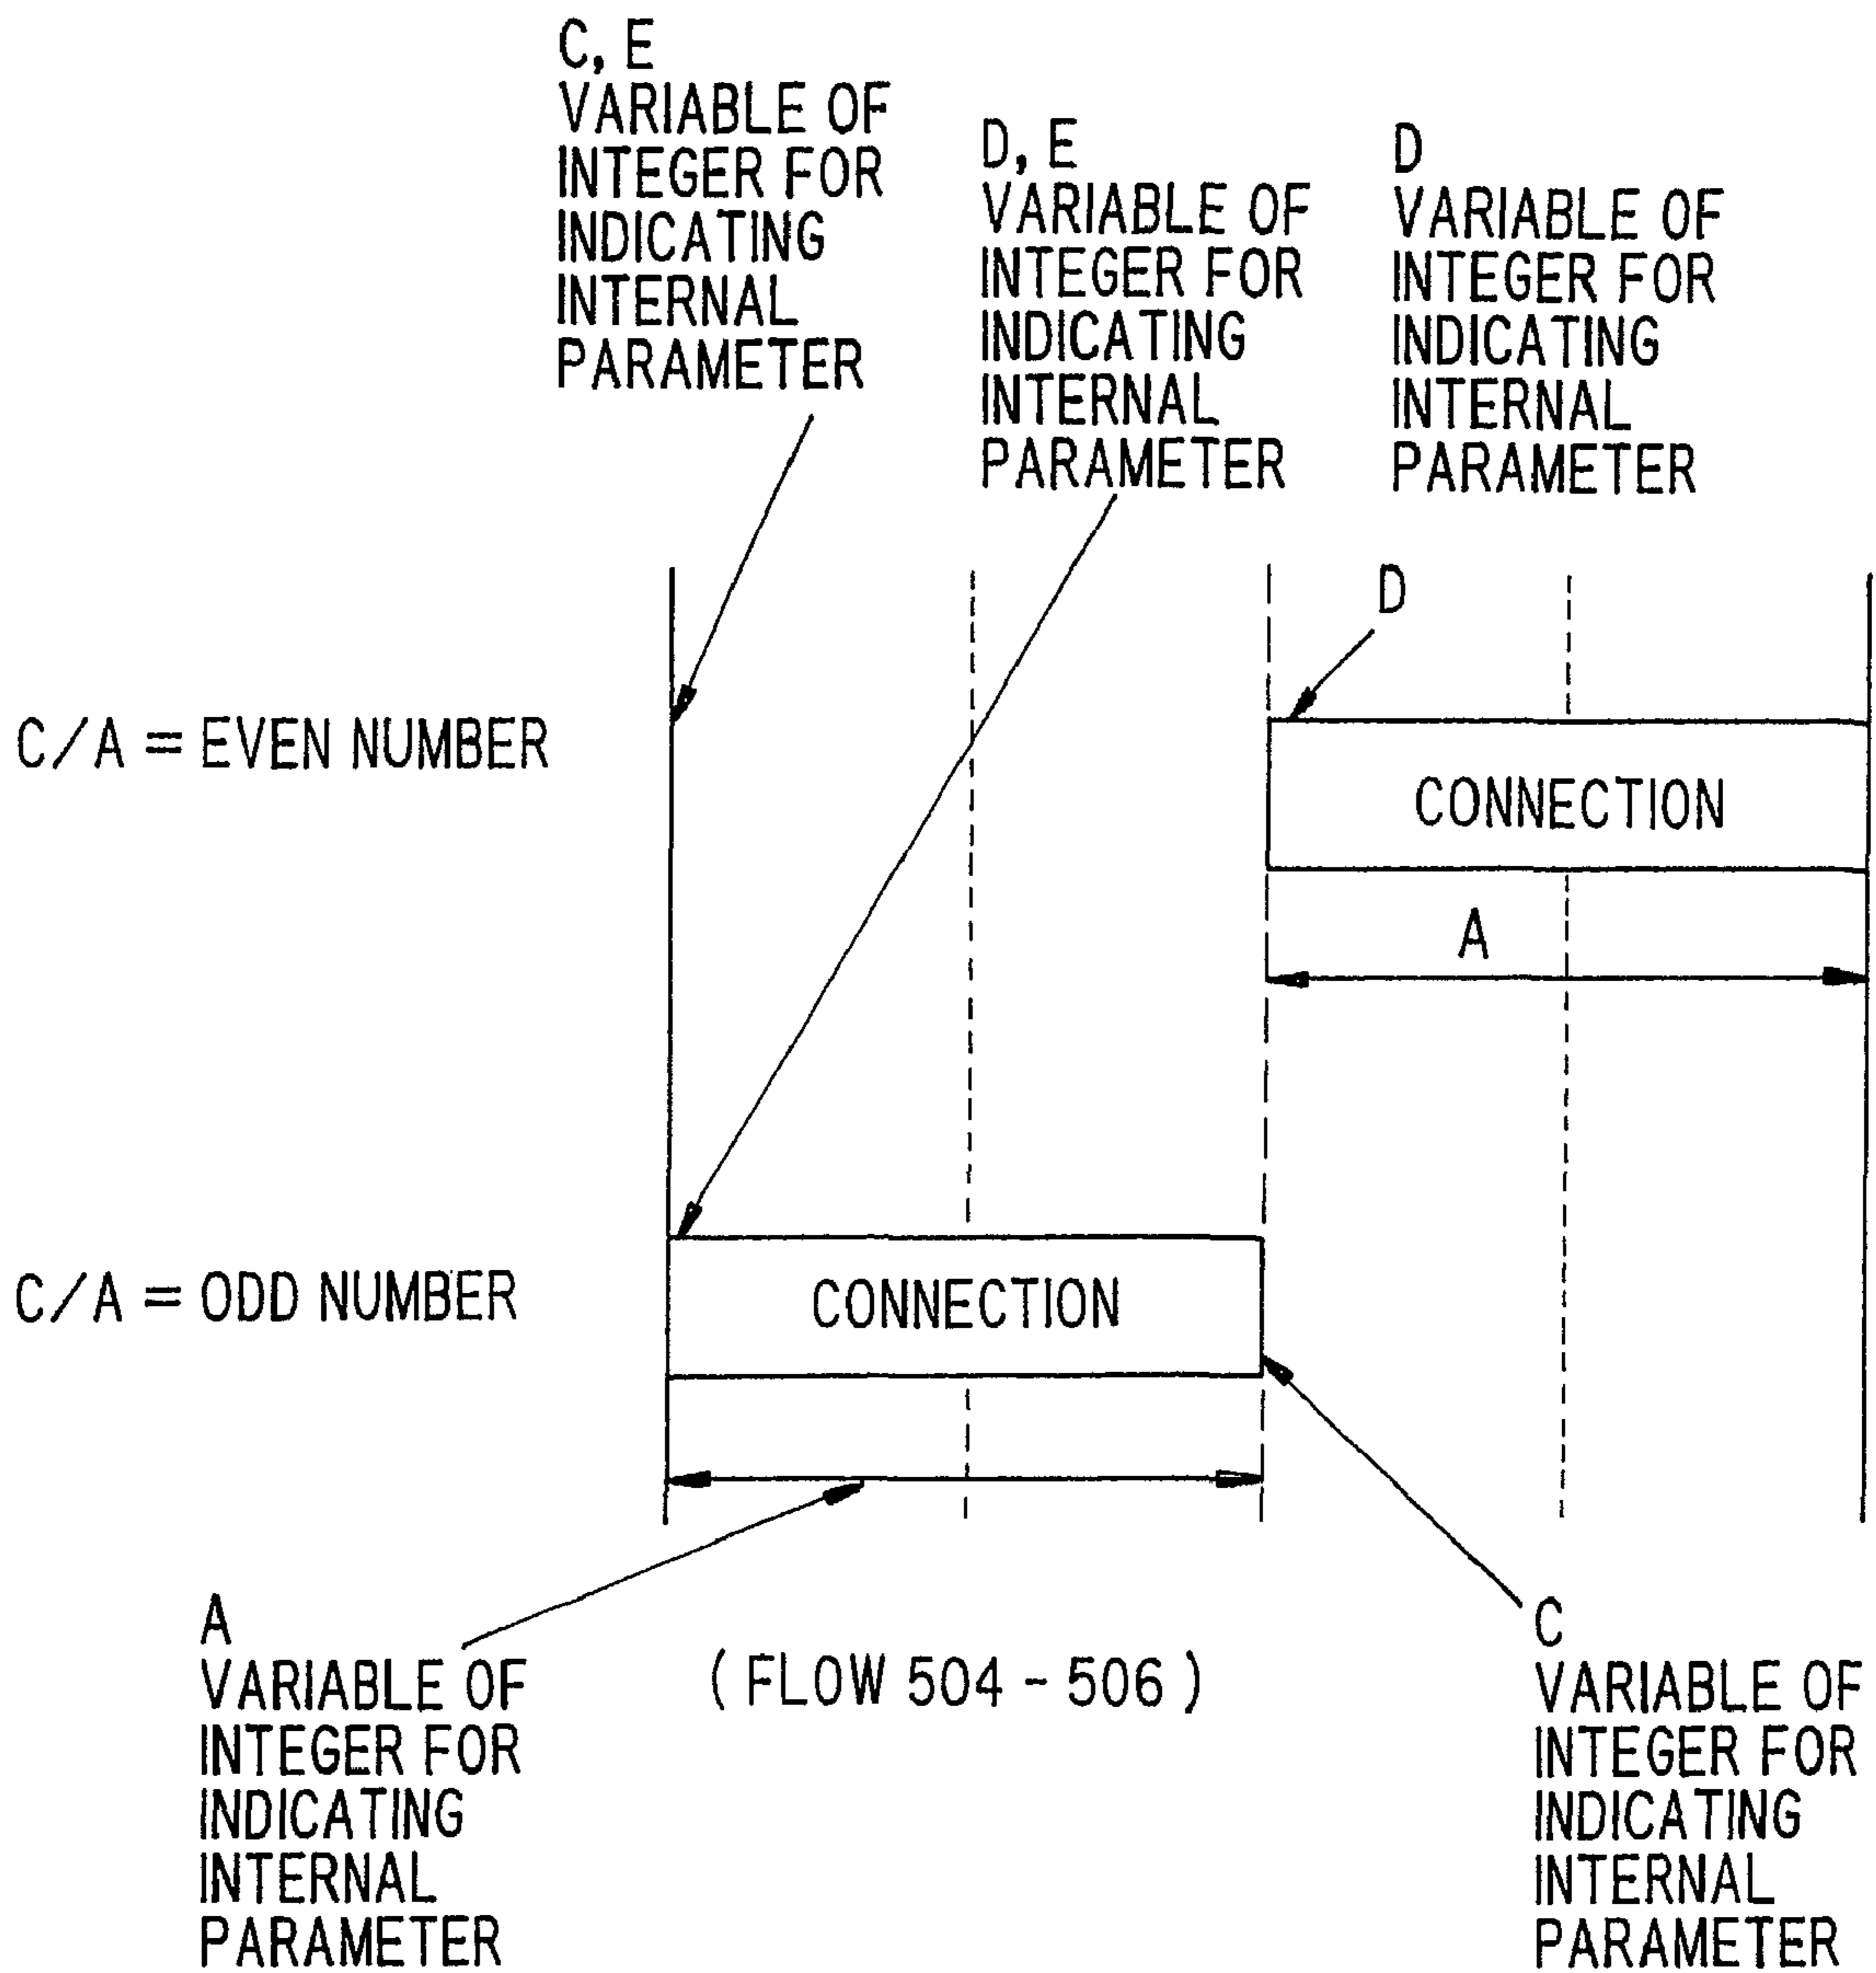 C, E
VARIABLE OF
INTEGER FOR
INDICATING
INTERNAL
PARAMETER
D, E
VARIABLE OF
INTEGER FOR
INDICATING
INTERNAL
PARAMETER
D
VARIABLE OF
INTEGER FOR
INDICATING
INTERNAL
PARAMETER
D
C/A = EVEN NUMBER
CONNECTION
A
C/A = ODD NUMBER
CONNECTION
A
VARIABLE OF
INTEGER FOR
INDICATING
INTERNAL
PARAMETER
( FLOW 504 - 506 )
C
VARIABLE OF
INTEGER FOR
INDICATING
INTERNAL
PARAMETER